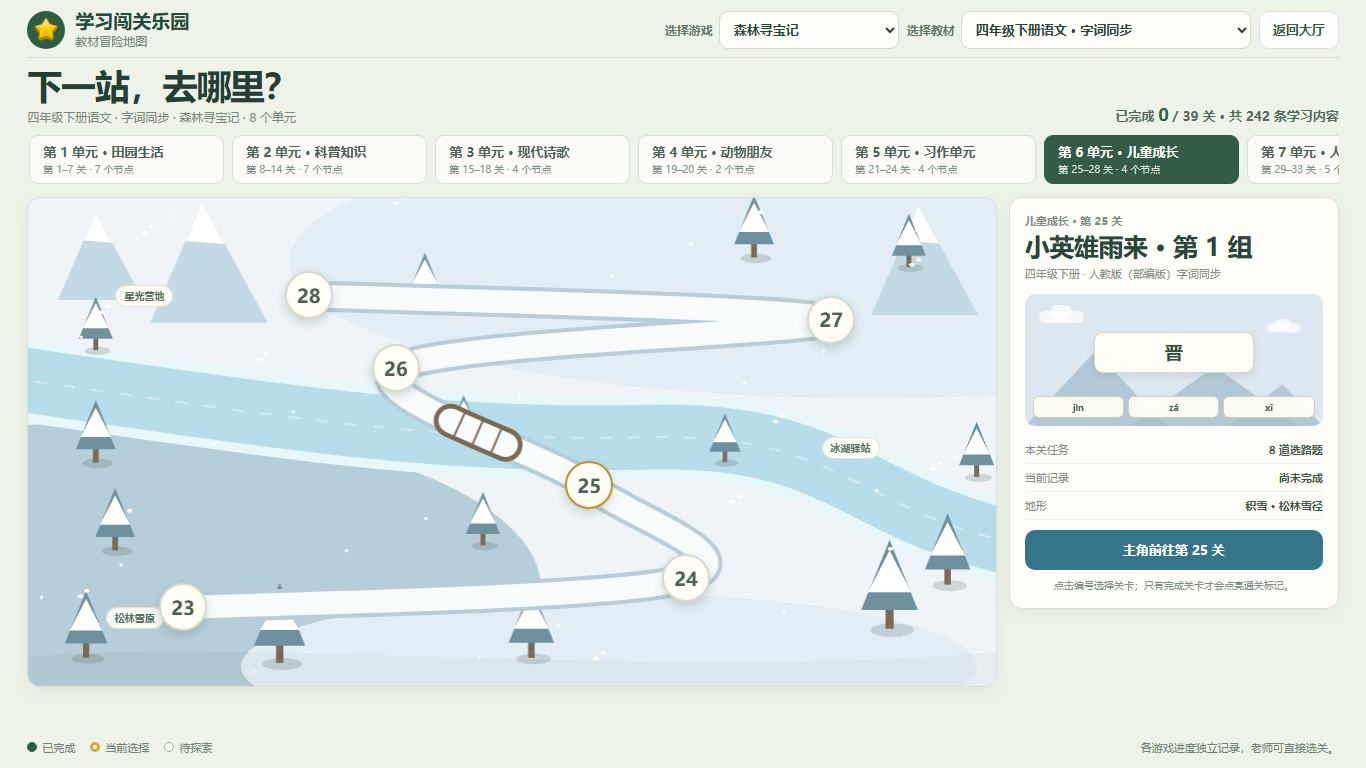 学习闯关乐园
教材冒险地图
选择游戏 森林寻宝记 选择教材 四年级下册语文 • 字词同步 返回大厅
下一站，去哪里？
四年级下册语文 · 字词同步 · 森林寻宝记 · 8 个单元
已完成 0 / 39 关 • 共 242 条学习内容
第 1 单元 • 田园生活
第 1–7 关 · 7 个节点
第 2 单元 • 科普知识
第 8–14 关 · 7 个节点
第 3 单元 • 现代诗歌
第 15–18 关 · 4 个节点
第 4 单元 • 动物朋友
第 19–20 关 · 2 个节点
第 5 单元 • 习作单元
第 21–24 关 · 4 个节点
第 6 单元 • 儿童成长
第 25–28 关 · 4 个节点
第 7 单元 • 人
第 29–33 关 · 5 个
星光营地
28
27
26
冰湖驿站
25
24
23
松林雪原
儿童成长 • 第 25 关
小英雄雨来 • 第 1 组
四年级下册 · 人教版（部编版）字词同步
晋
jìn zá xī
本关任务 8 道选路题
当前记录 尚未完成
地形 积雪 • 松林雪径
主角前往第 25 关
点击编号选择关卡；只有完成关卡才会点亮通关标记。
已完成 当前选择 待探索
各游戏进度独立记录，老师可直接选关。